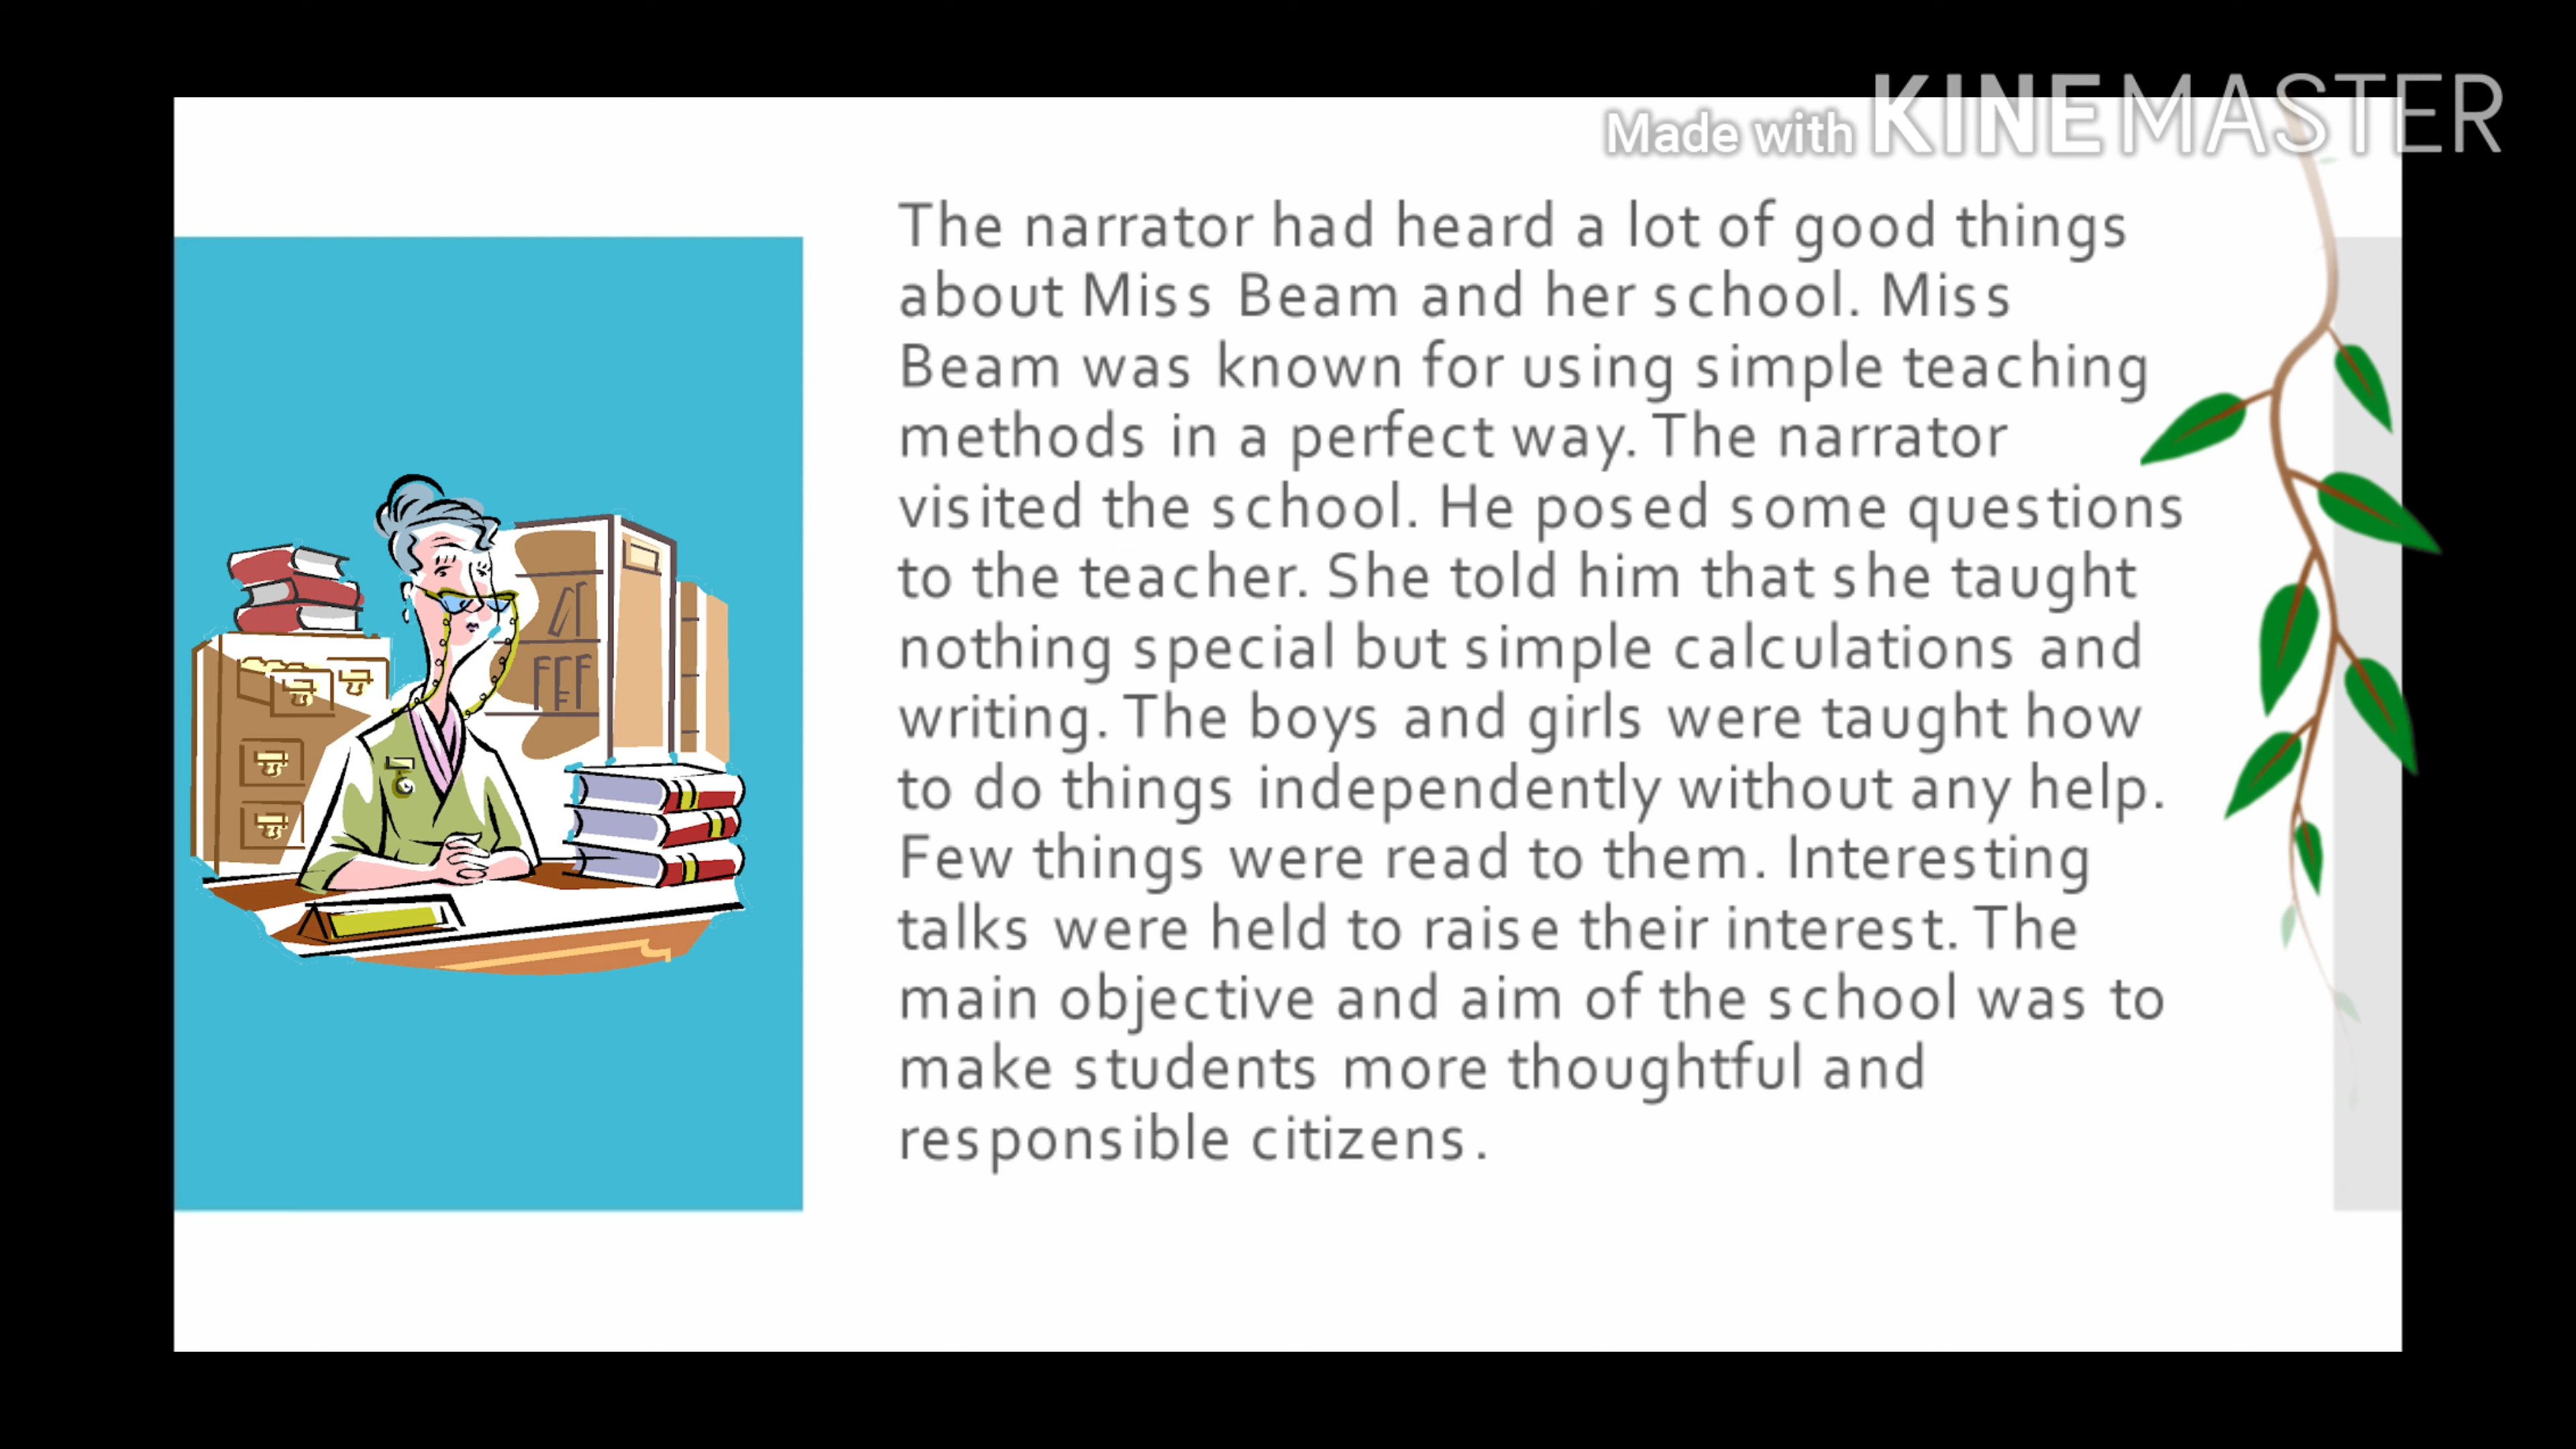 Made with KINEMASTER
The narrator had heard a lot of good things
about Miss Beam and her school. Miss
Beam was known for using simple teaching
methods in a perfect way. The narrator
visited the school. He posed some questions
to the teacher. She told him that she taught
nothing special but simple calculations and
writing. The boys and girls were taught how
to do things independently without any help.
Few things were read to them. Interesting
talks were held to raise their interest. The
main objective and aim of the school was to
make students more thoughtful and
responsible citizens.